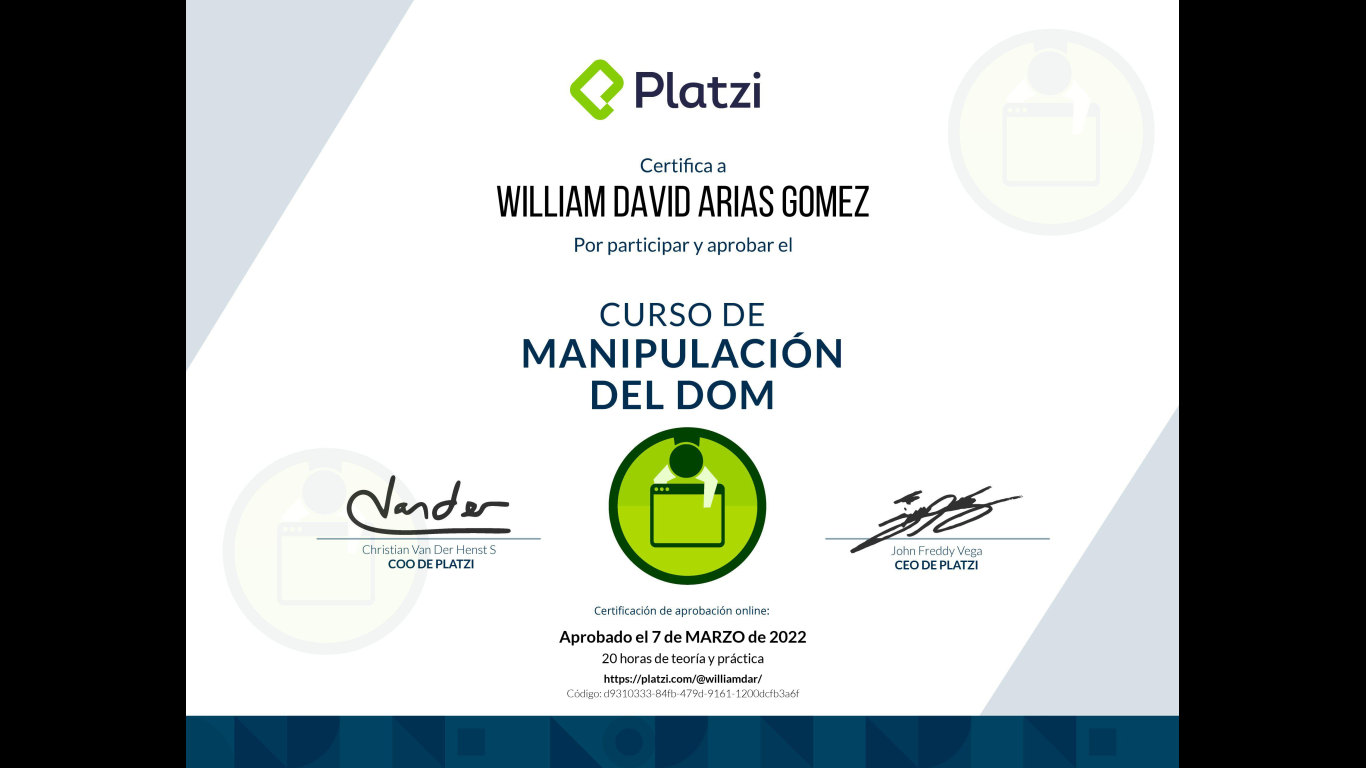 Platzi
Certifica a
WILLIAM DAVID ARIAS GOMEZ
Por participar y aprobar el
CURSO DE
MANIPULACIÓN
DEL DOM
Vander
Christian Van Der Henst S
COO DE PLATZI
John Freddy Vega
CEO DE PLATZI
Certificación de aprobación online:
Aprobado el 7 de MARZO de 2022
20 horas de teoría y práctica
https://platzi.com/@williamdar/
Código: d9310333-84fb-479d-9161-1200dcfb3a6f